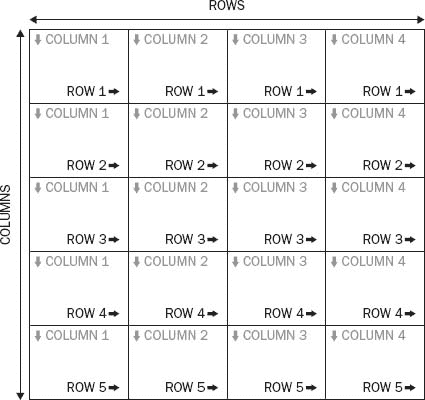 ROWS
COLUMNS
COLUMN 1 COLUMN 2 COLUMN 3 COLUMN 4
ROW 1 ROW 1 ROW 1 ROW 1
COLUMN 1 COLUMN 2 COLUMN 3 COLUMN 4
ROW 2 ROW 2 ROW 2 ROW 2
COLUMN 1 COLUMN 2 COLUMN 3 COLUMN 4
ROW 3 ROW 3 ROW 3 ROW 3
COLUMN 1 COLUMN 2 COLUMN 3 COLUMN 4
ROW 4 ROW 4 ROW 4 ROW 4
COLUMN 1 COLUMN 2 COLUMN 3 COLUMN 4
ROW 5 ROW 5 ROW 5 ROW 5